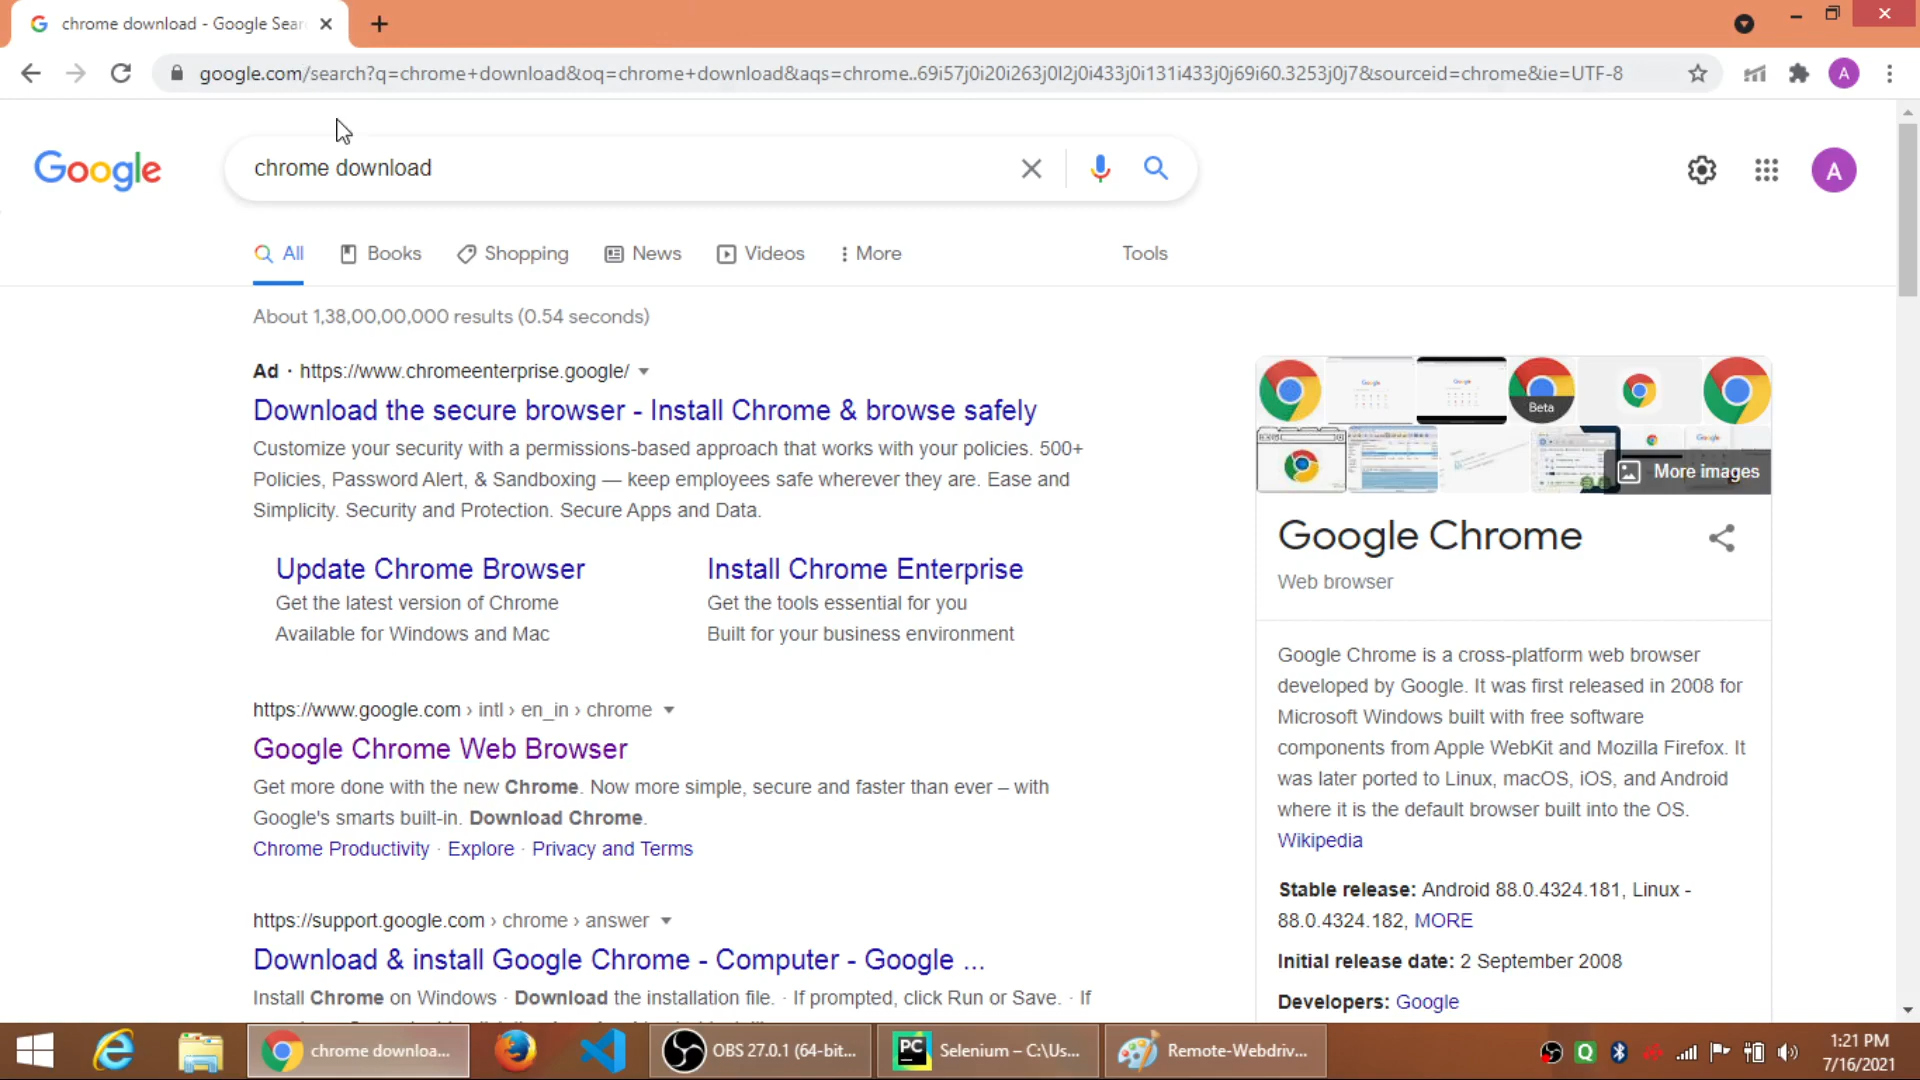 chrome download - Google Sear
google.com/search?q=chrome+download&oq=chrome+download&aqs=chrome..69i57j0i20i263j0l2j0i433j0i131i433j0j69i60.3253j0j7&sourceid=chrome&ie=UTF-8
A
Google
chrome download
A
All
Books
Shopping
News
Videos
More
Tools
About 1,38,00,00,000 results (0.54 seconds)
Ad · https://www.chromeenterprise.google/
Download the secure browser - Install Chrome & browse safely
Customize your security with a permissions-based approach that works with your policies. 500+
Policies, Password Alert, & Sandboxing — keep employees safe wherever they are. Ease and
Simplicity. Security and Protection. Secure Apps and Data.
Update Chrome Browser
Get the latest version of Chrome
Available for Windows and Mac
Install Chrome Enterprise
Get the tools essential for you
Built for your business environment
https://www.google.com › intl › en_in › chrome
Google Chrome Web Browser
Get more done with the new Chrome. Now more simple, secure and faster than ever – with
Google's smarts built-in. Download Chrome.
Chrome Productivity · Explore · Privacy and Terms
https://support.google.com › chrome › answer
Download & install Google Chrome - Computer - Google ...
Install Chrome on Windows · Download the installation file. · If prompted, click Run or Save. · If
Google
Google
Beta
Google
More images
Google Chrome
Web browser
Google Chrome is a cross-platform web browser
developed by Google. It was first released in 2008 for
Microsoft Windows built with free software
components from Apple WebKit and Mozilla Firefox. It
was later ported to Linux, macOS, iOS, and Android
where it is the default browser built into the OS.
Wikipedia
Stable release: Android 88.0.4324.181, Linux -
88.0.4324.182, MORE
Initial release date: 2 September 2008
Developers: Google
chrome downloa...
OBS 27.0.1 (64-bit...
PC
Selenium – C:\Us...
Remote-Webdriv...
Q
1:21 PM
7/16/2021